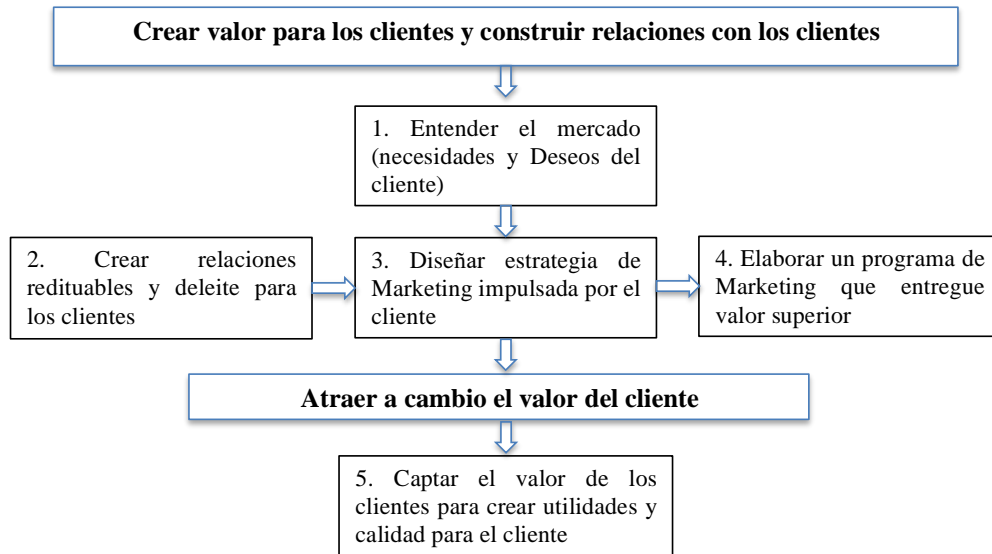 Crear valor para los clientes y construir relaciones con los clientes
1. Entender el mercado
(necesidades y Deseos del
cliente)
2. Crear relaciones
redituables y deleite para
los clientes
3. Diseñar estrategia de
Marketing impulsada por el
cliente
4. Elaborar un programa de
Marketing que entregue
valor superior
Atraer a cambio el valor del cliente
5. Captar el valor de los
clientes para crear utilidades y
calidad para el cliente